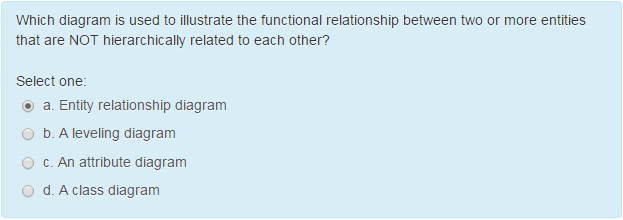 Which diagram is used to illustrate the functional relationship between two or more entities
that are NOT hierarchically related to each other?
Select one:
a. Entity relationship diagram
b. A leveling diagram
c. An attribute diagram
d. A class diagram